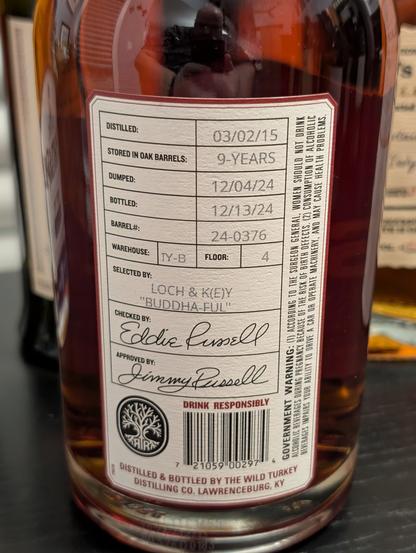 DISTILLED: 03/02/15
STORED IN OAK BARRELS: 9-YEARS
DUMPED: 12/04/24
BOTTLED: 12/13/24
BARREL#: 24-0376
WAREHOUSE: TY-B FLOOR: 4
SELECTED BY:
LOCH & K(E)Y
"BUDDHA-FUL"
CHECKED BY:
Eddie Russell
APPROVED BY:
Jimmy Russell
DRINK RESPONSIBLY
7 21059 00297 4
DISTILLED & BOTTLED BY THE WILD TURKEY
DISTILLING CO. LAWRENCEBURG, KY
GOVERNMENT WARNING: (1) ACCORDING TO THE SURGEON GENERAL, WOMEN SHOULD NOT DRINK
ALCOHOLIC BEVERAGES DURING PREGNANCY BECAUSE OF THE RISK OF BIRTH DEFECTS. (2) CONSUMPTION OF ALCOHOLIC
BEVERAGES IMPAIRS YOUR ABILITY TO DRIVE A CAR OR OPERATE MACHINERY, AND MAY CAUSE HEALTH PROBLEMS.